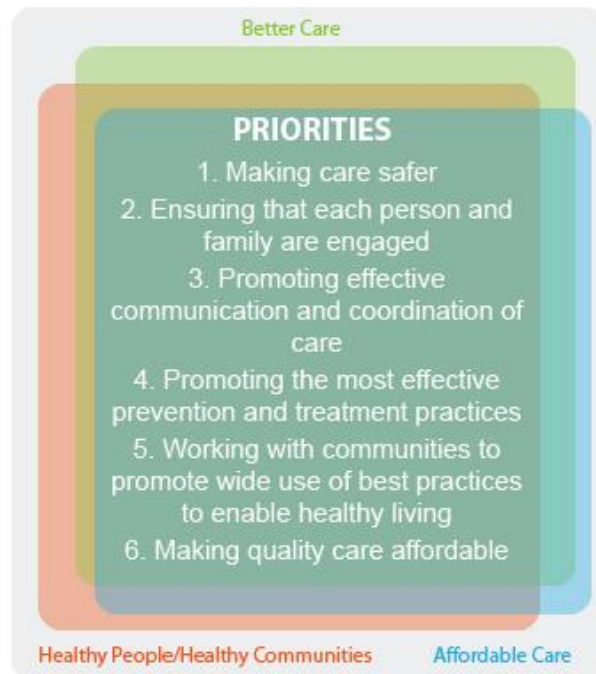 Better Care
PRIORITIES
1. Making care safer
2. Ensuring that each person and
family are engaged
3. Promoting effective
communication and coordination of
care
4. Promoting the most effective
prevention and treatment practices
5. Working with communities to
promote wide use of best practices
to enable healthy living
6. Making quality care affordable
Healthy People/Healthy Communities
Affordable Care